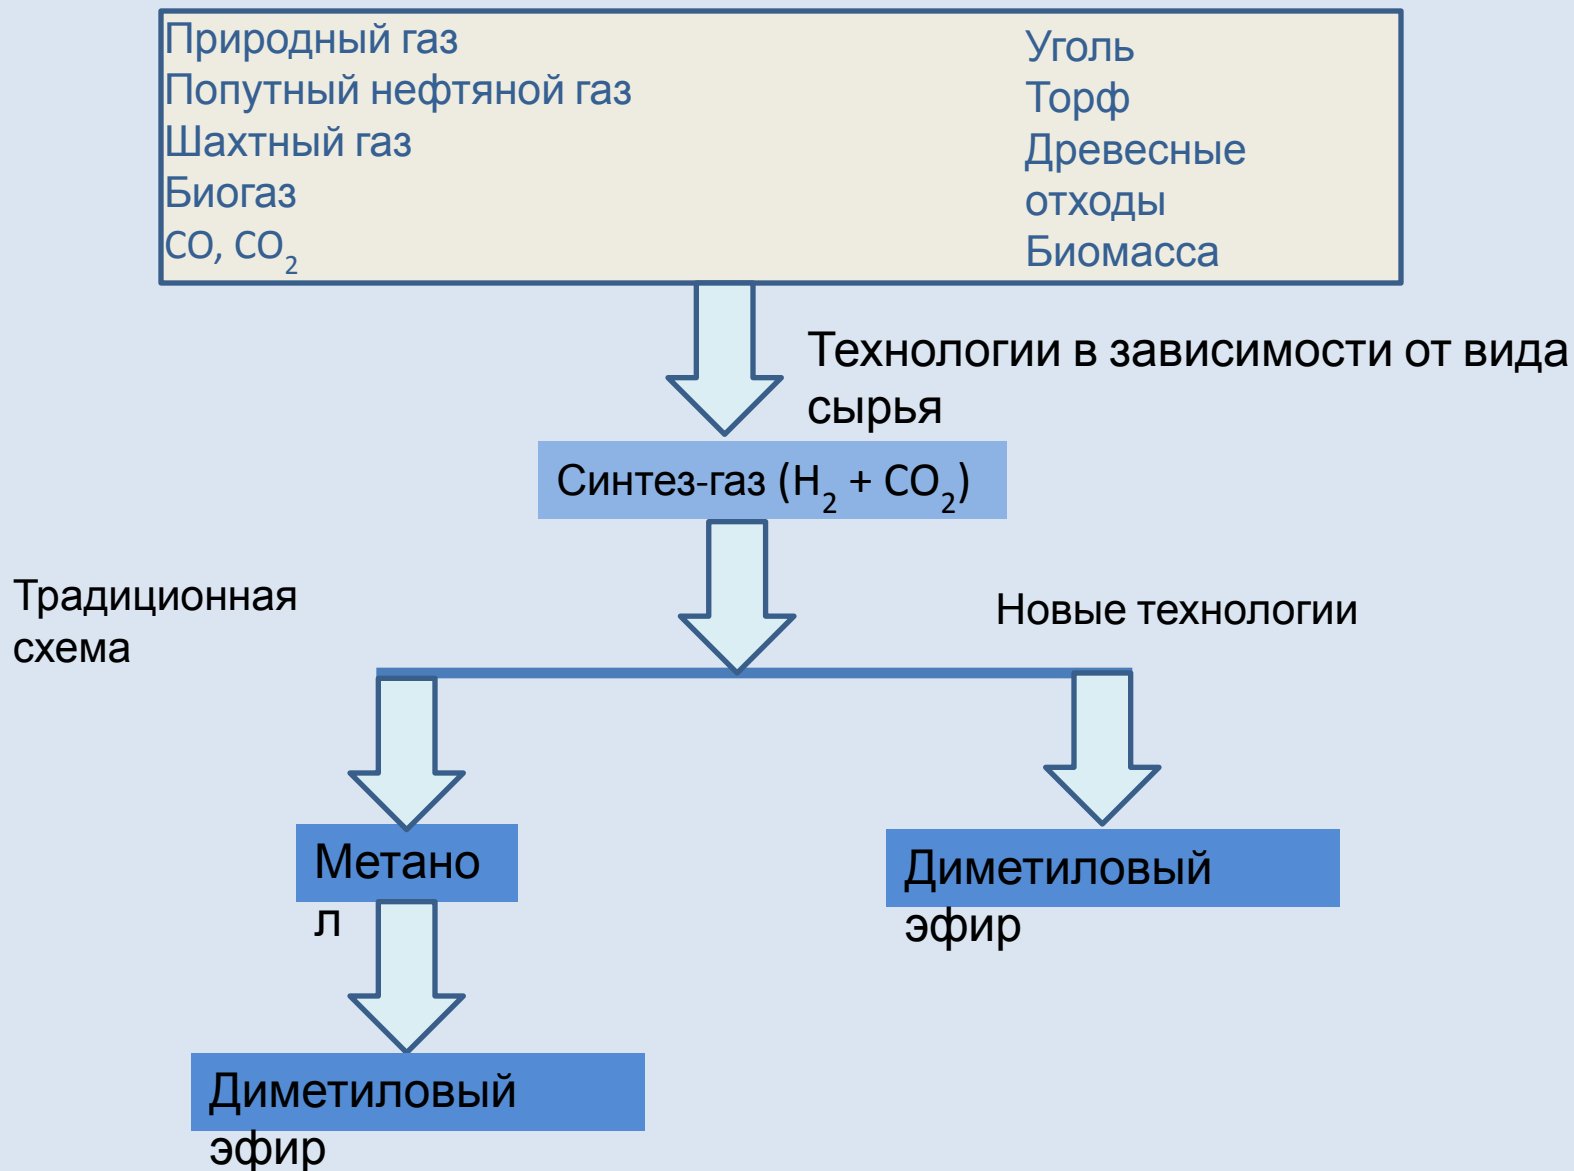 Природный газ
Попутный нефтяной газ
Шахтный газ
Биогаз
CO, CO₂
Уголь
Торф
Древесные
отходы
Биомасса
Технологии в зависимости от вида
сырья
Синтез-газ (H₂ + CO₂)
Традиционная
схема
Новые технологии
Метано
л
Диметиловый
эфир
Диметиловый
эфир